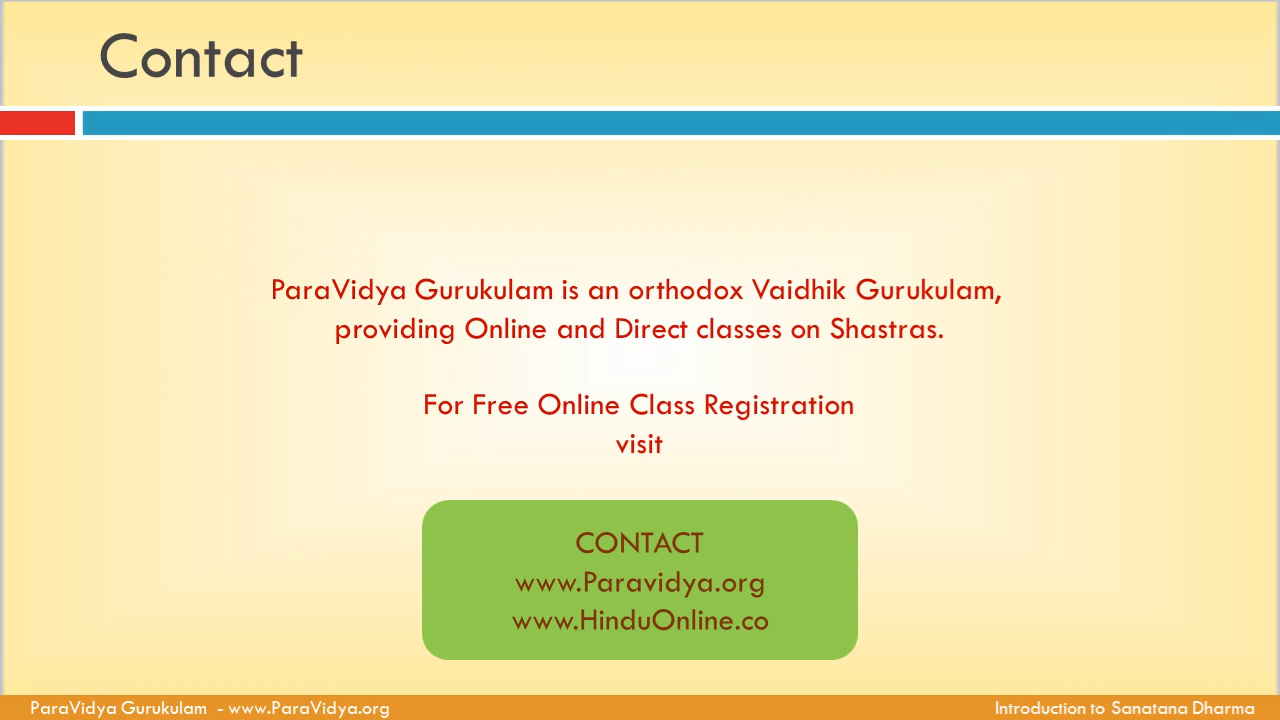 Contact
ParaVidya Gurukulam is an orthodox Vaidhik Gurukulam,
providing Online and Direct classes on Shastras.
For Free Online Class Registration
visit
CONTACT
www.Paravidya.org
www.HinduOnline.co
ParaVidya Gurukulam - www.ParaVidya.org
Introduction to Sanatana Dharma